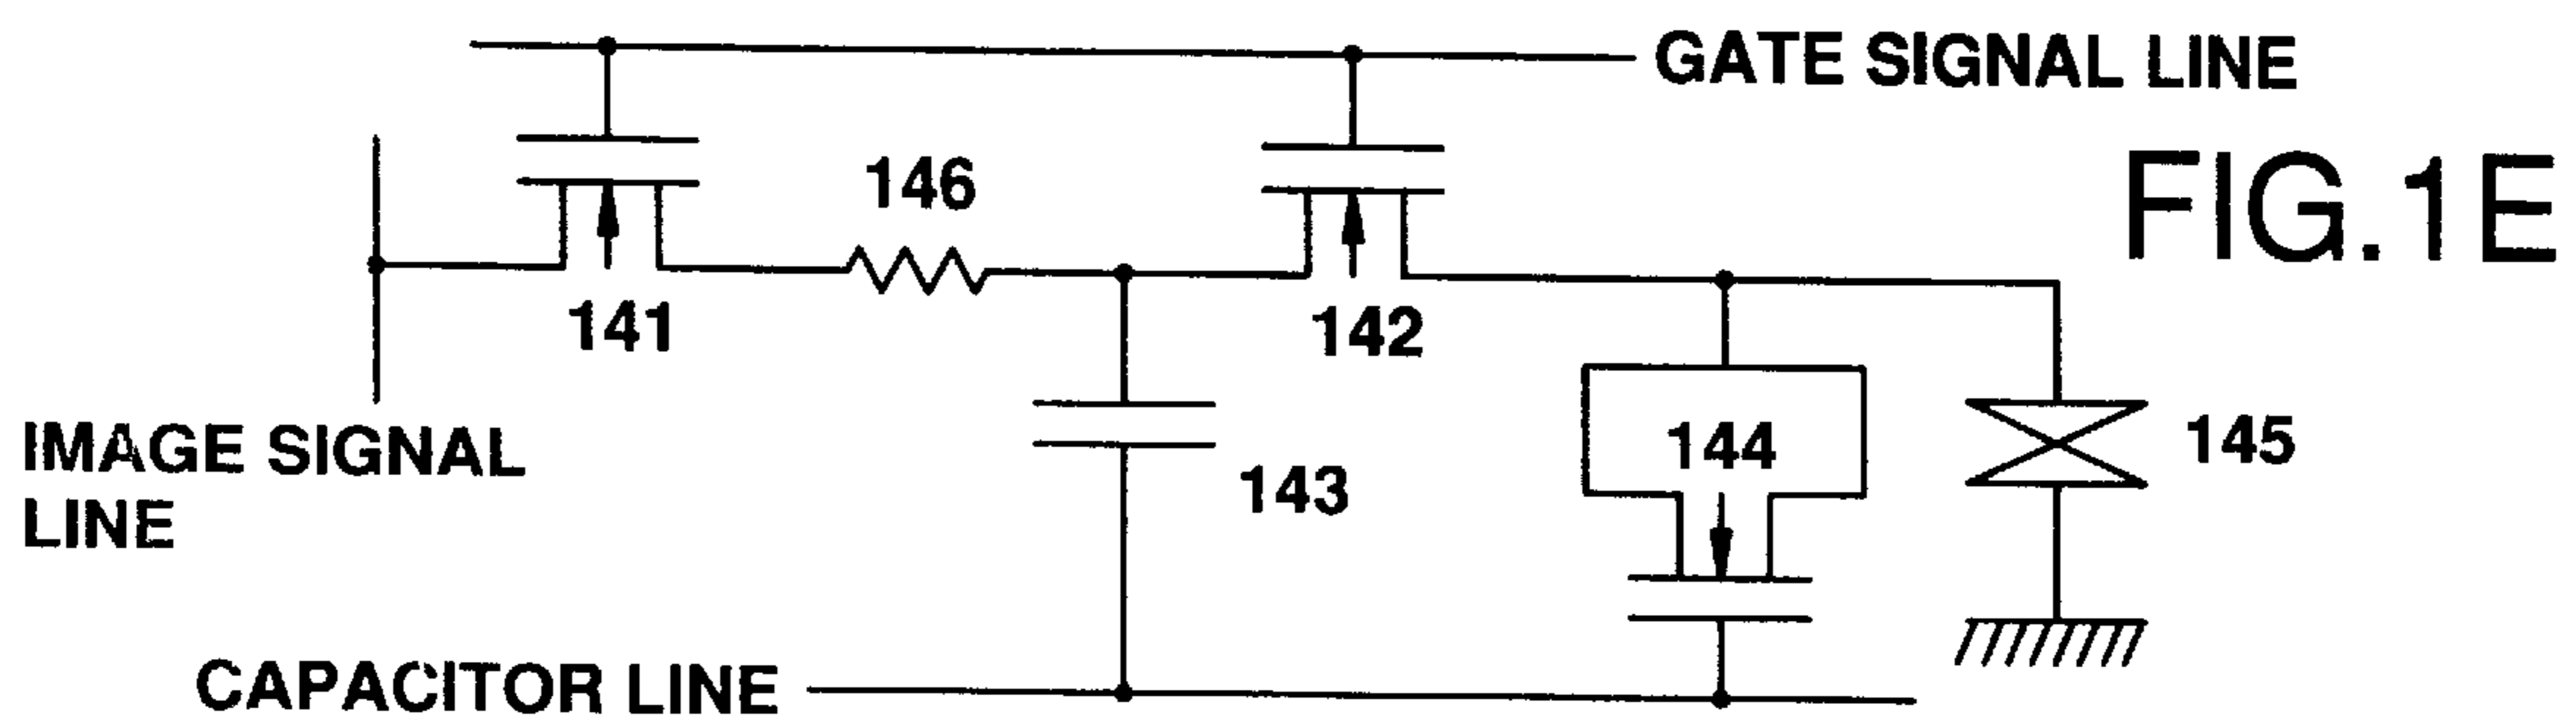 GATE SIGNAL LINE
FIG.1E
146
141
142
IMAGE SIGNAL
LINE
143
144
145
CAPACITOR LINE